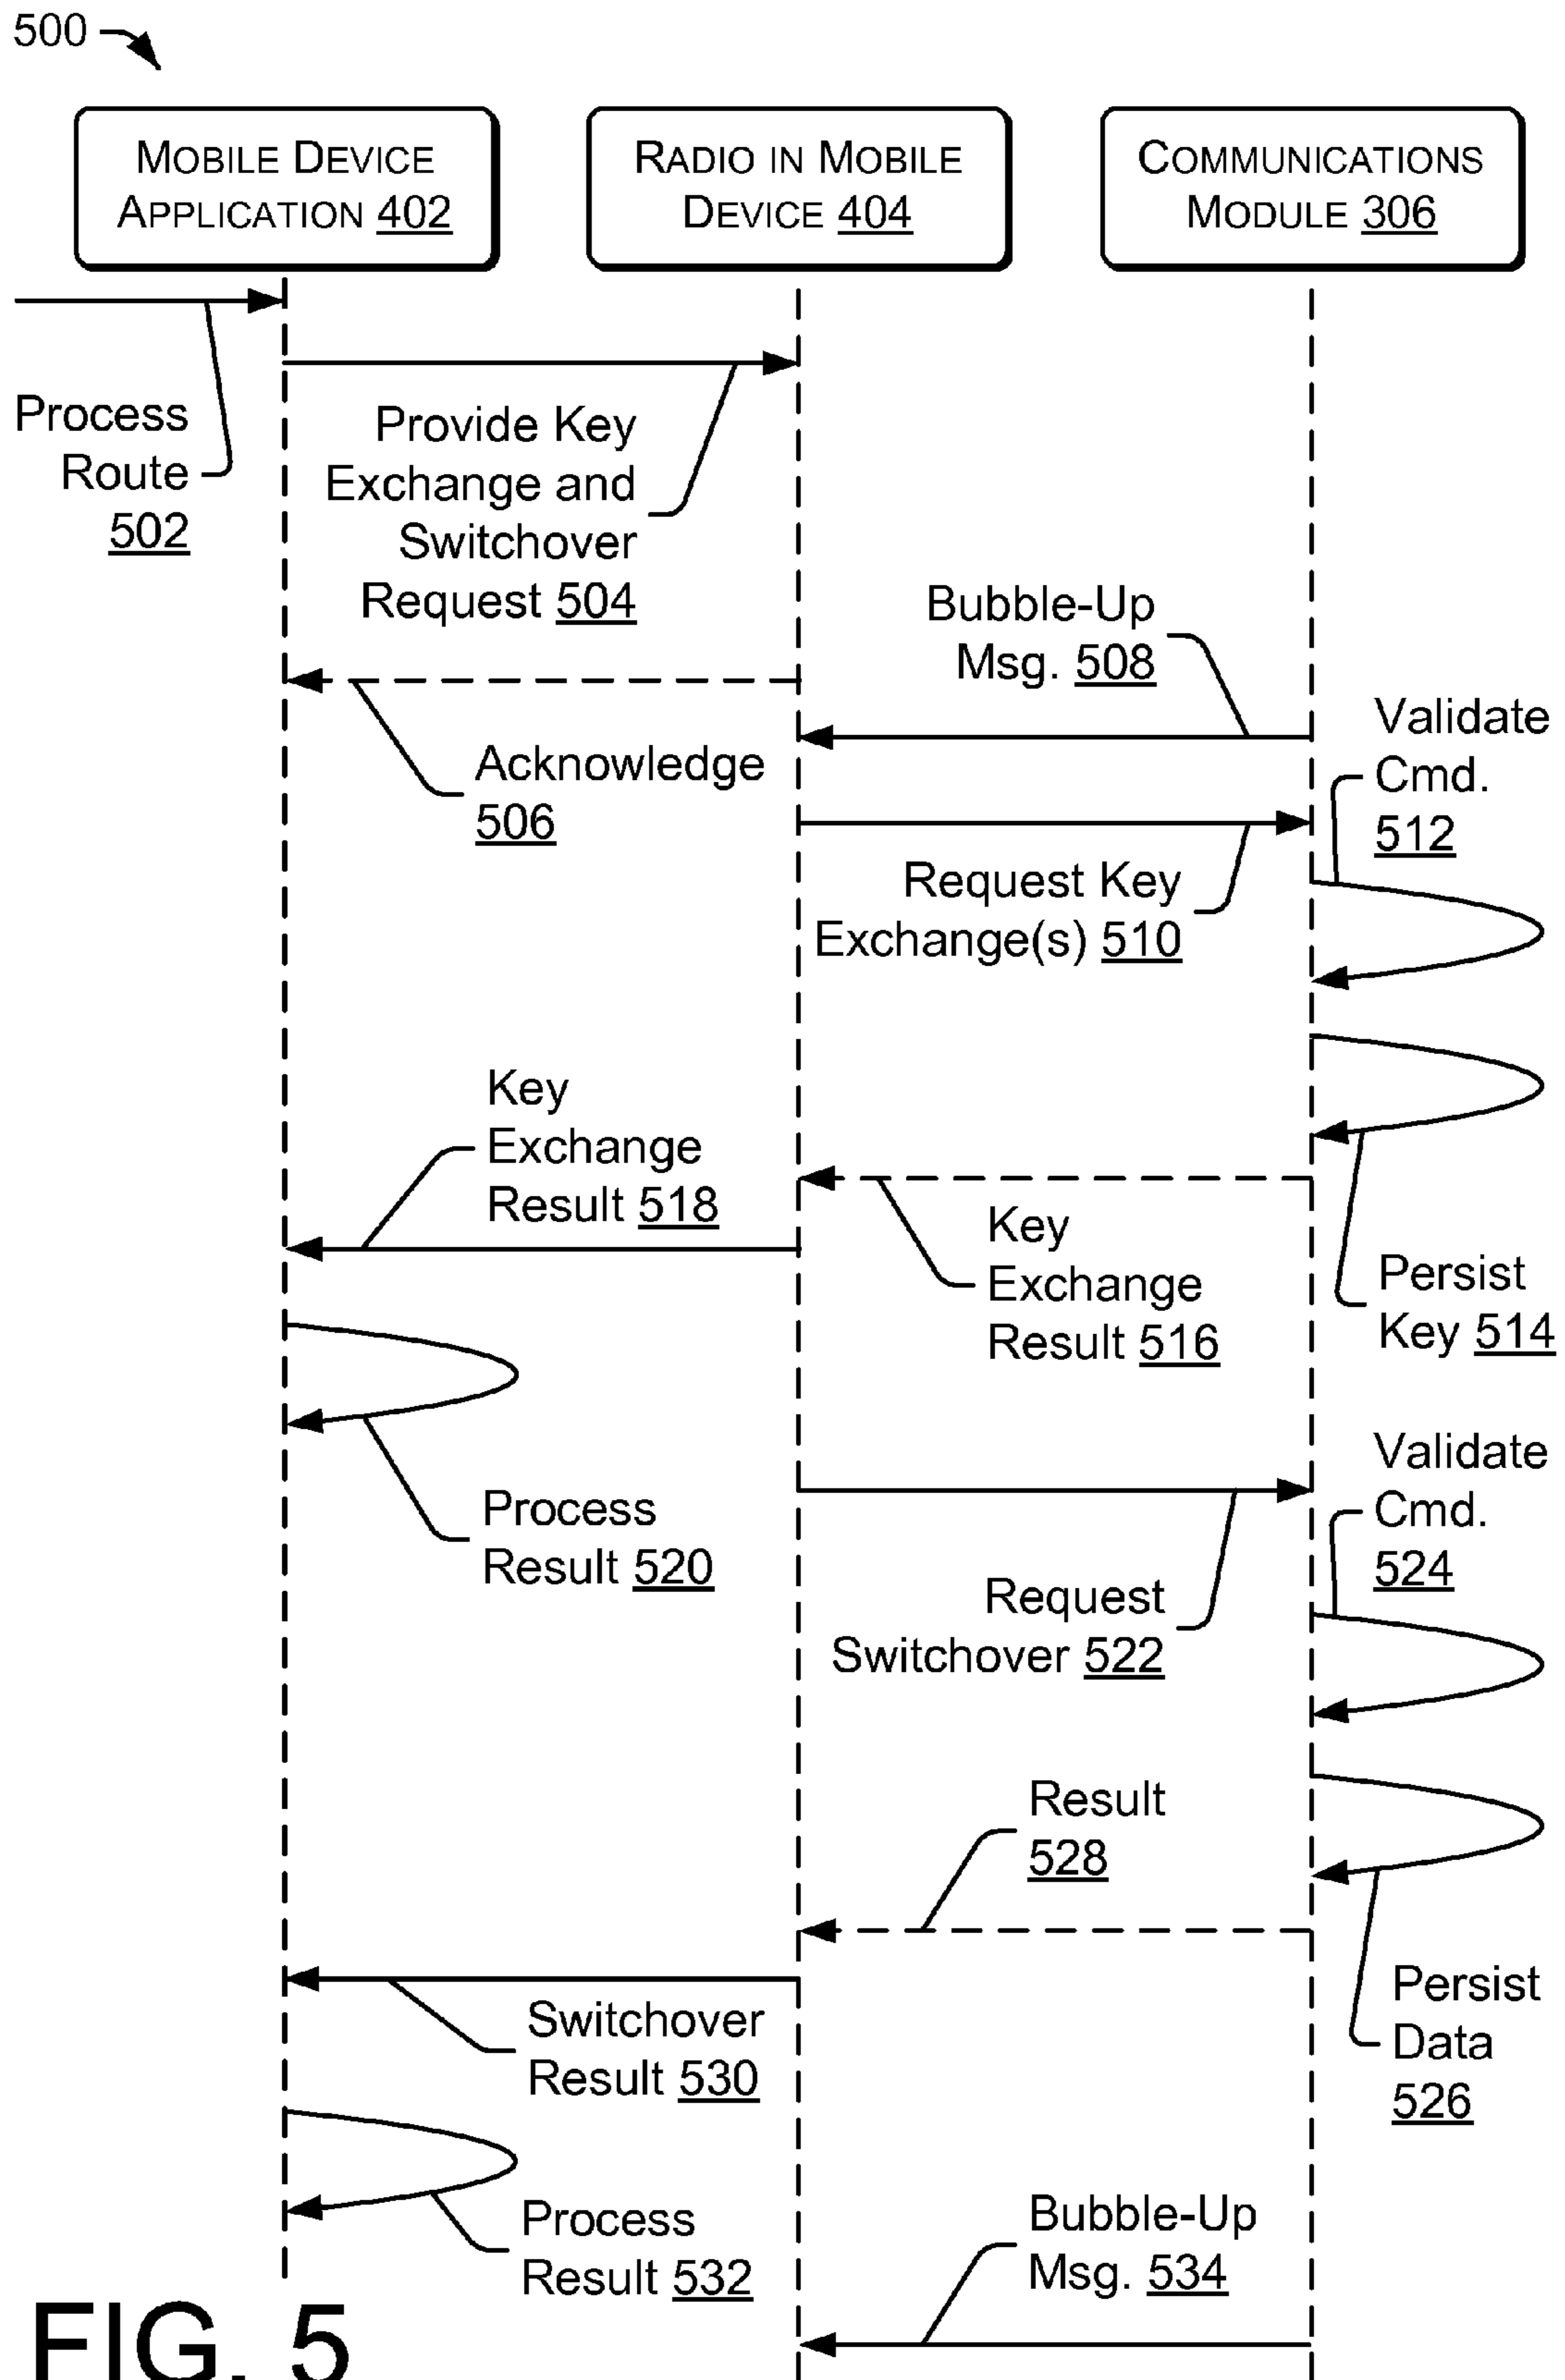 500
MOBILE DEVICE
APPLICATION 402
RADIO IN MOBILE
DEVICE 404
COMMUNICATIONS
MODULE 306
Process
Route
502
Provide Key
Exchange and
Switchover
Request 504
Bubble-Up
Msg. 508
Acknowledge
506
Validate
Cmd.
512
Request Key
Exchange(s) 510
Key
Exchange
Result 518
Key
Exchange
Result 516
Persist
Key 514
Process
Result 520
Validate
Cmd.
524
Request
Switchover 522
Result
528
Persist
Data
526
Switchover
Result 530
Process
Result 532
Bubble-Up
Msg. 534
FIG. 5